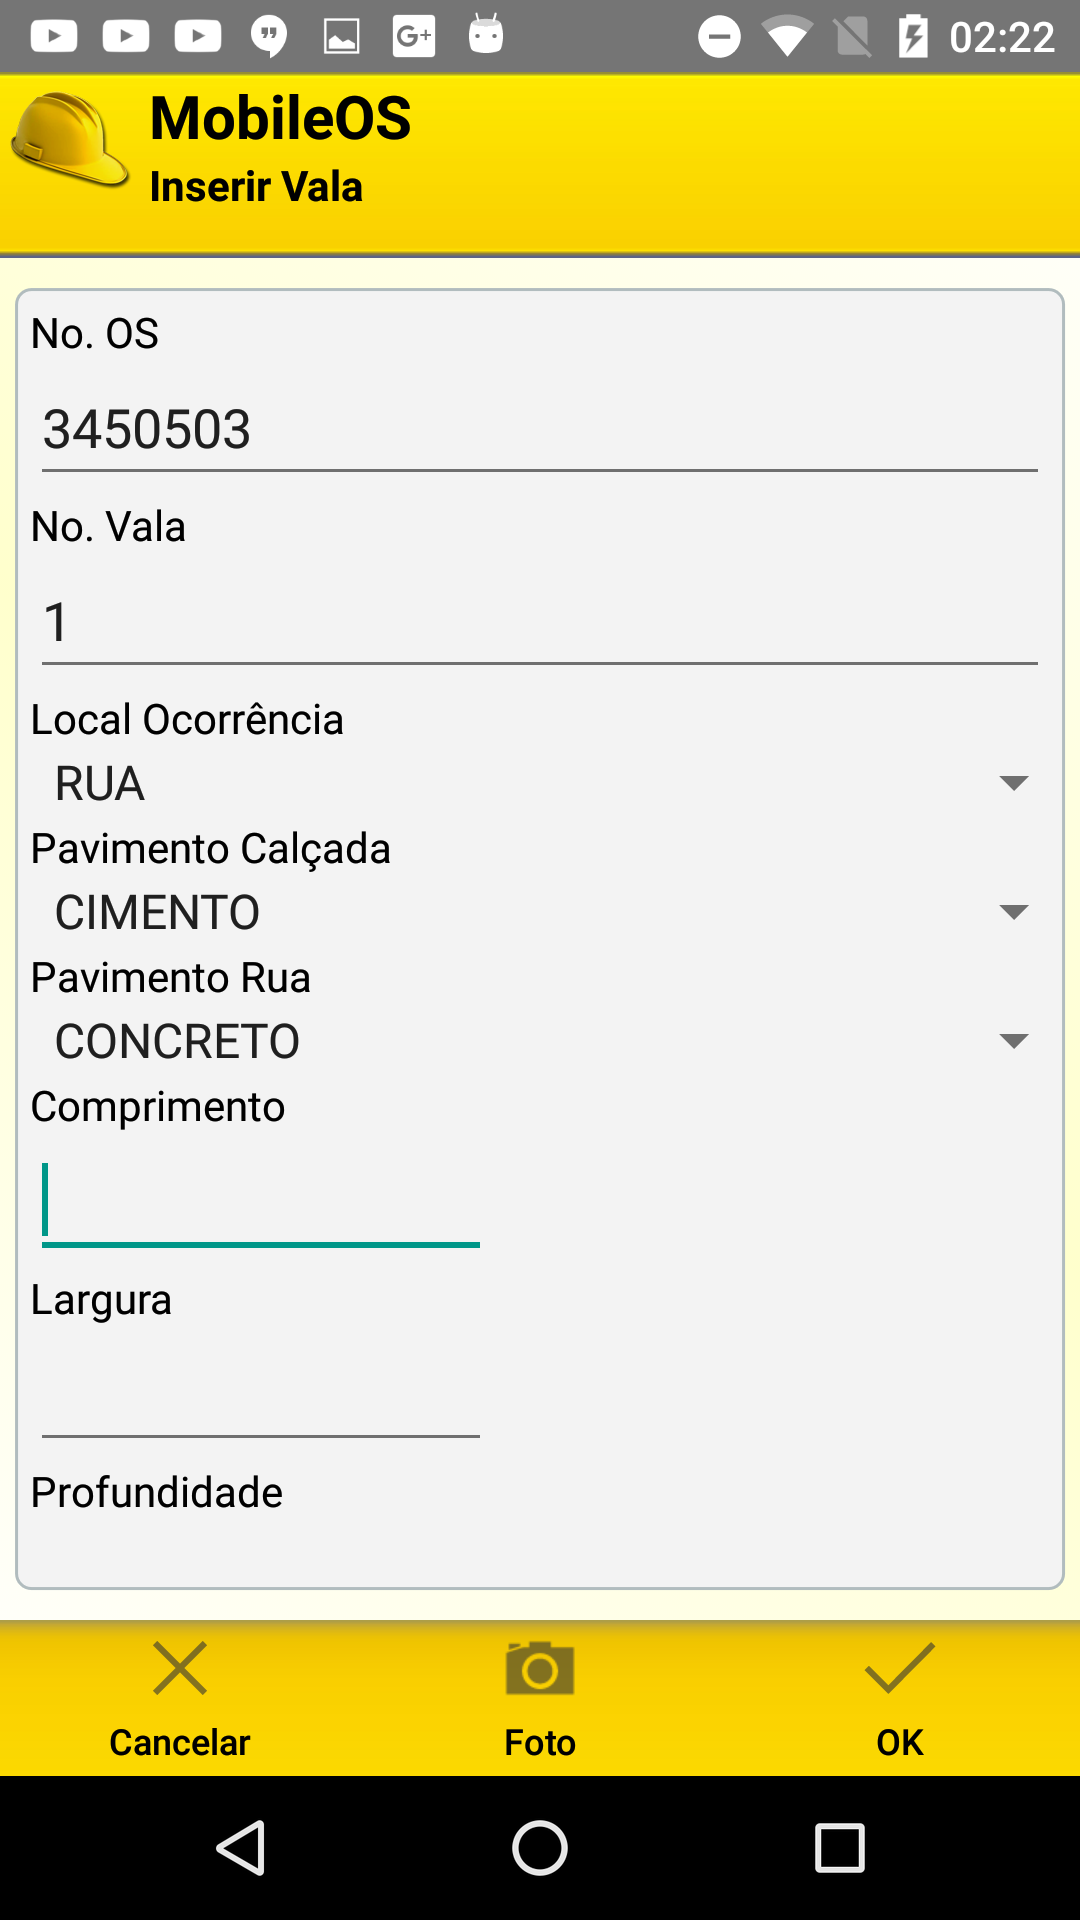 02:22
MobileOS
Inserir Vala
No. OS
3450503
No. Vala
1
Local Ocorrência
RUA
Pavimento Calçada
CIMENTO
Pavimento Rua
CONCRETO
Comprimento
Largura
Profundidade
Cancelar
Foto
OK